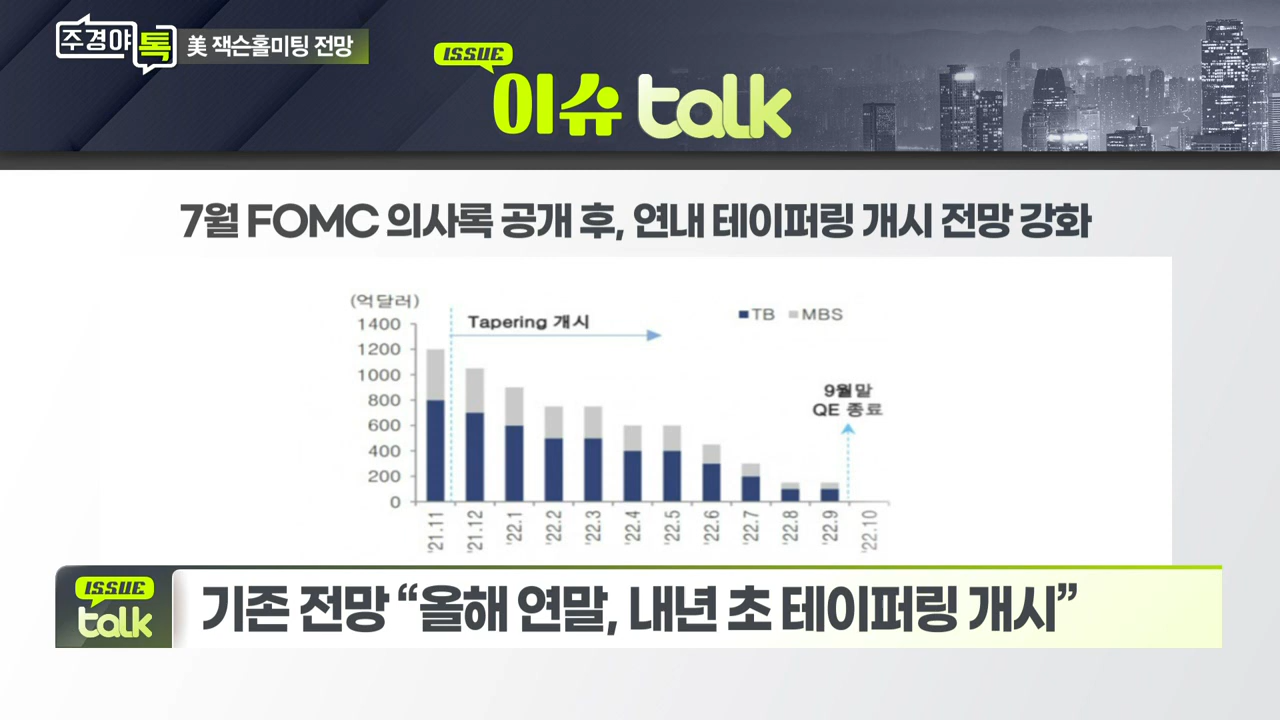 주경야톡
美 잭슨홀미팅 전망
ISSUE
이슈 talk
7월 FOMC 의사록 공개 후, 연내 테이퍼링 개시 전망 강화
(억달러)
Tapering 개시
TB MBS
1400
1200
1000
800
600
400
200
0
9월말
QE 종료
'21.11 '21.12 '22.1 '22.2 '22.3 '22.4 '22.5 '22.6 '22.7 '22.8 '22.9 '22.10
ISSUE
talk
기존 전망 “올해 연말, 내년 초 테이퍼링 개시”